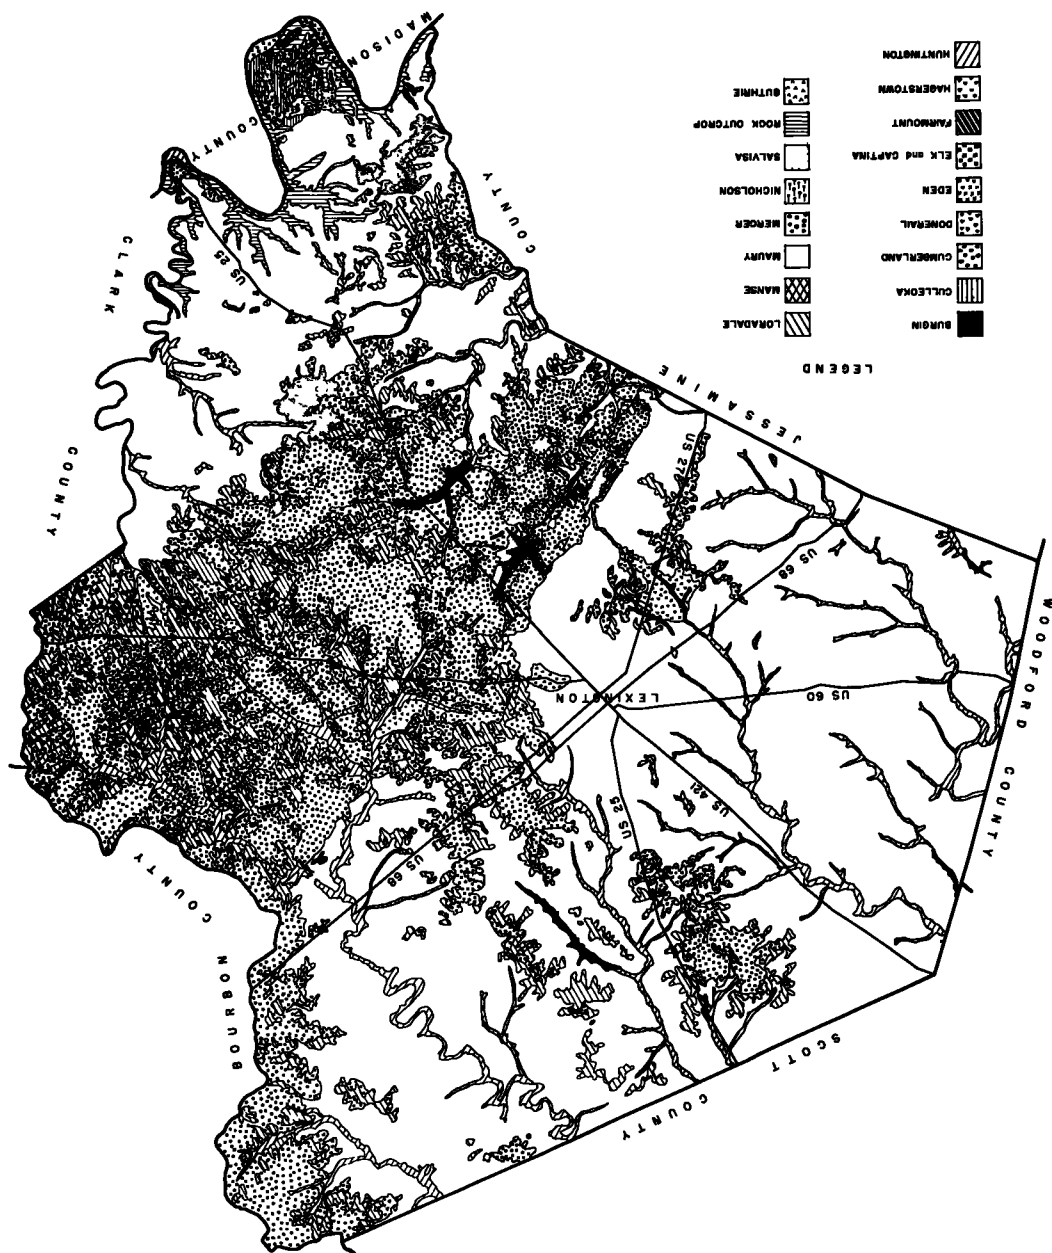 LEGEND
BURGIN
CULLEOKA
CUMBERLAND
DONERAIL
EDEN
ELK and CAPTINA
FAIRMOUNT
HAGERSTOWN
HUNTINGTON
LORADALE
MANSE
MAURY
MERCER
NICHOLSON
SALVISA
ROCK OUTCROP
GUTHRIE
SCOTT COUNTY
BOURBON COUNTY
WOODFORD COUNTY
US 25
US 421
US 68
LEXINGTON
US 60
US 68
US 27
JESSAMINE COUNTY
CLARK COUNTY
US 25
MADISON COUNTY